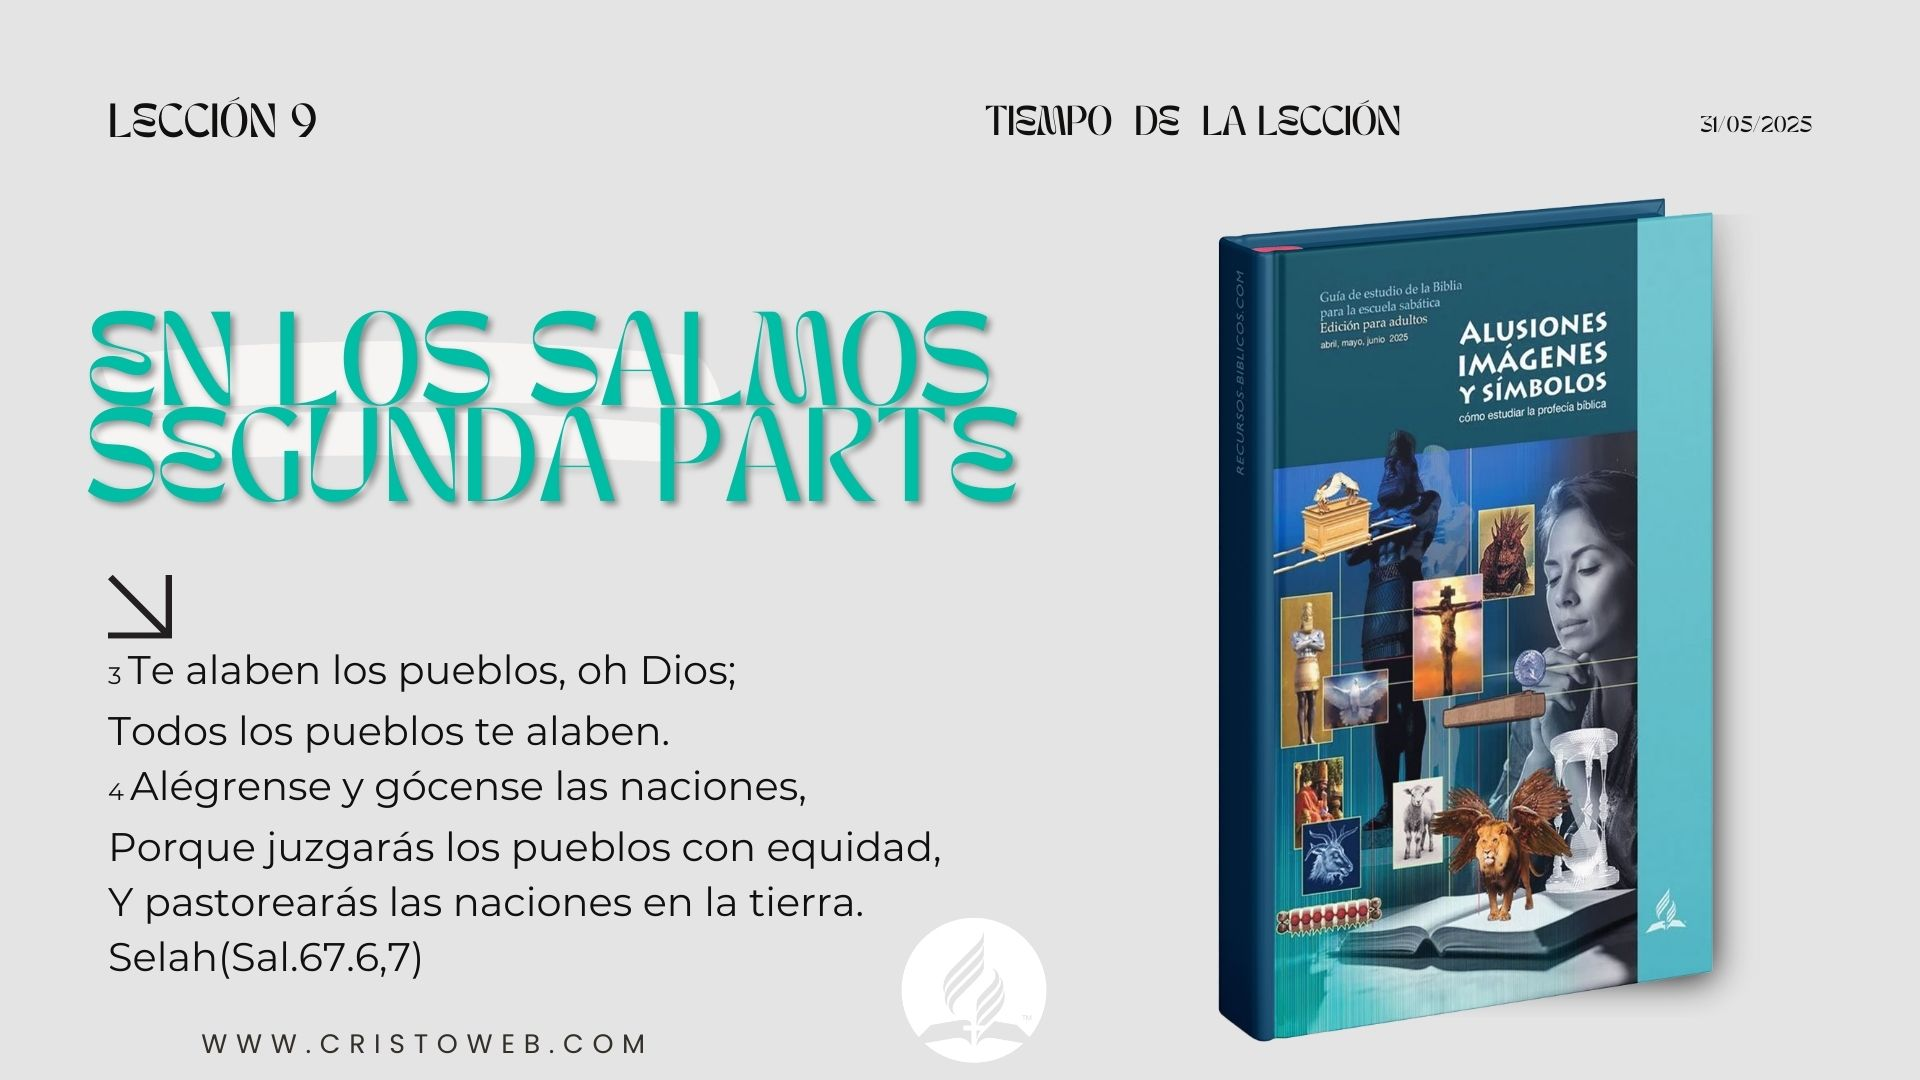 LECCIÓN 9
TIEMPO DE LA LECCIÓN
31/05/2025
EN LOS SALMOS
SEGUNDA PARTE
3 Te alaben los pueblos, oh Dios;
Todos los pueblos te alaben.
4 Alégrense y gócense las naciones,
Porque juzgarás los pueblos con equidad,
Y pastorearás las naciones en la tierra.
Selah(Sal.67.6,7)
WWW.CRISTOWEB.COM
TM
RECURSOS-BIBLICOS.COM
Guía de estudio de la Biblia
para la escuela sabática
Edición para adultos
abril, mayo, junio 2025
ALUSIONES
IMÁGENES
Y SÍMBOLOS
cómo estudiar la profecía bíblica